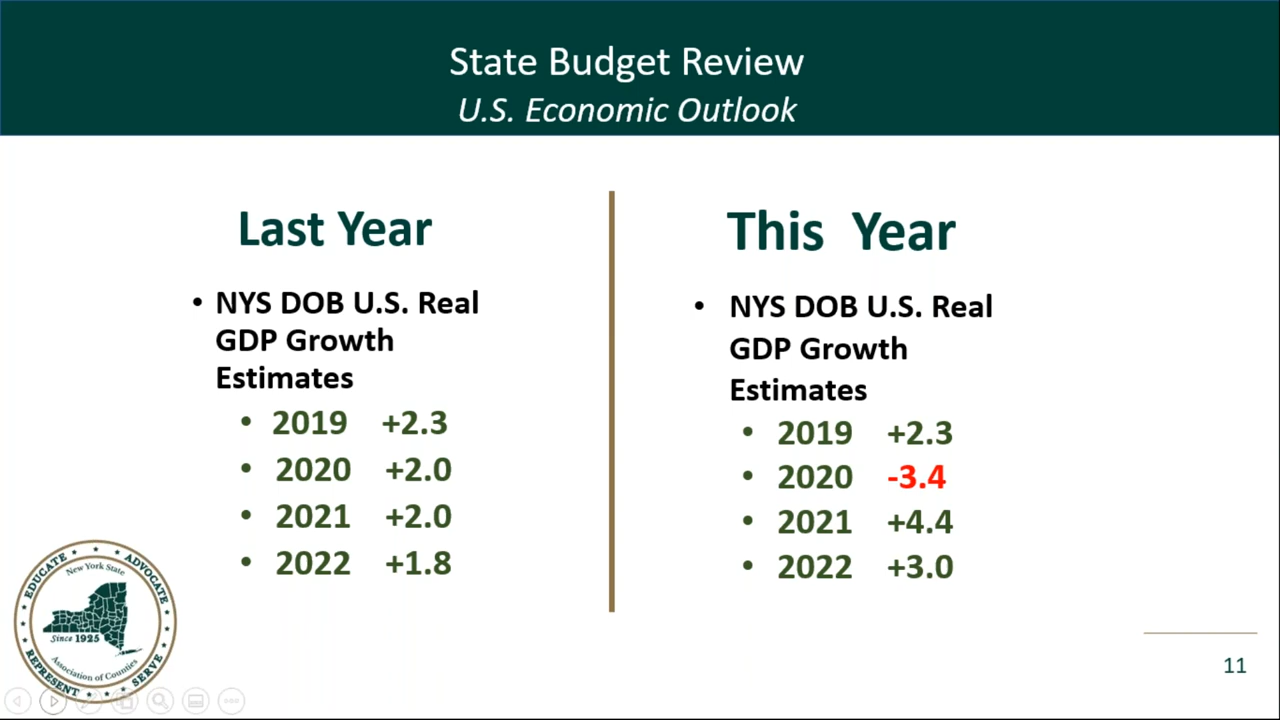 State Budget Review
U.S. Economic Outlook
Last Year
• NYS DOB U.S. Real
GDP Growth
Estimates
• 2019 +2.3
• 2020 +2.0
• 2021 +2.0
• 2022 +1.8
This Year
• NYS DOB U.S. Real
GDP Growth
Estimates
• 2019 +2.3
• 2020 -3.4
• 2021 +4.4
• 2022 +3.0
EDUCATE
ADVOCATE
New York State
Since 1925
Association of Counties
REPRESENT
SERVE
11